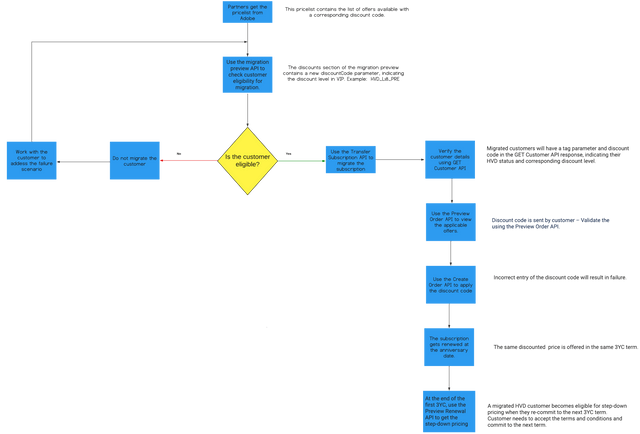 Partners get the
pricelist from
Adobe
This pricelist contains the list of offers available with
a corresponding discount code.
Use the migration
preview API to
check customer
eligibility for
migration.
The discounts section of the migration preview
contains a new discountCode parameter, indicating
the discount level in VIP. Example: HVD_L18_PRE
Work with the
customer to
address the failure
scenario
Do not migrate the
customer
No
Is the customer
eligible?
Yes
Use the Transfer
Subscription API to
migrate the
subscription
Verify the
customer details
using GET
Customer API.
Migrated customers will have a tag parameter and discount
code in the GET Customer API response, indicating their
HVD status and corresponding discount level.
Use the Preview
Order API to view
the applicable
offers.
Discount code is sent by customer – Validate the
using the Preview Order API.
Use the Create
Order API to apply
the discount code
Incorrect entry of the discount code will result in failure.
The subscription
gets renewed at the
anniversary
date.
The same discounted price is offered in the same 3YC term.
At the end of the
first 3YC, use the
Preview Renewal
API to get the
step-down pricing
A migrated HVD customer becomes eligible for step-down
pricing when they re-commit to the next 3YC term.
Customer needs to accept the terms and conditions and
commit to the next term.